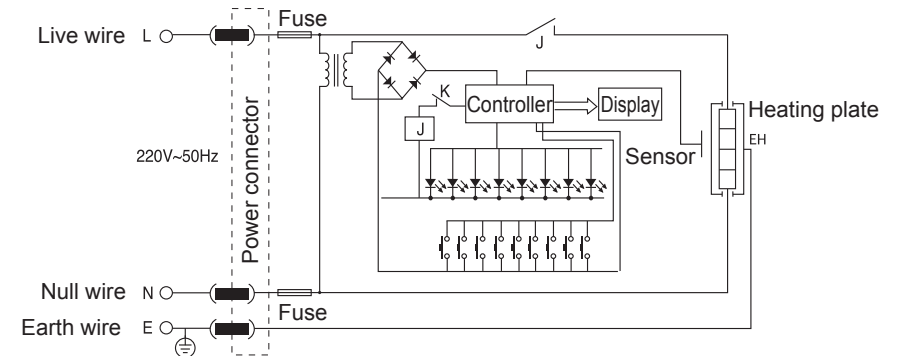 Fuse
Live wire L
J
K
Controller
Display
Heating plate
J
EH
Sensor
220V~50Hz
Power connector
Null wire N
Fuse
Earth wire E